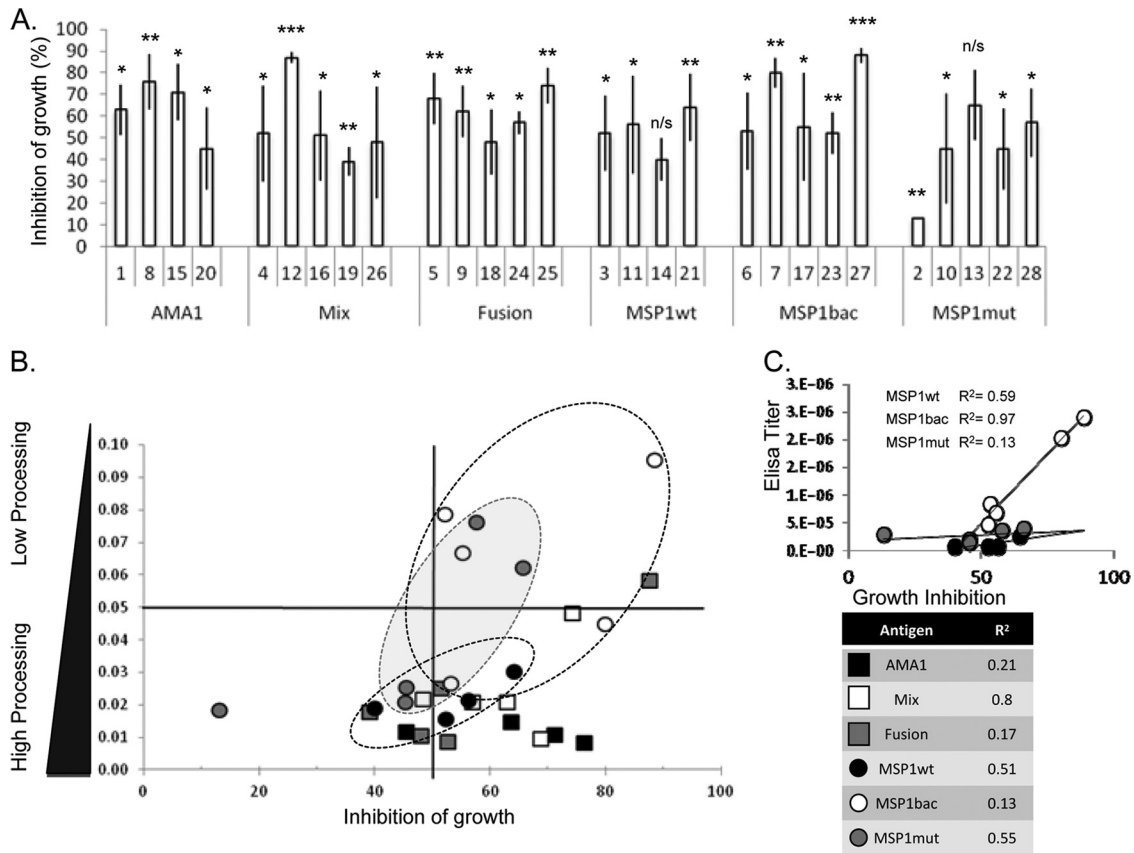 A.
Inhibition of growth (%)
100
90
80
70
60
50
40
30
20
10
0
* ** * *
* *** * ** *
** ** * * **
* * n/s **
* ** * ** ***
** * n/s * *
1 8 15 20
4 12 16 19 26
5 9 18 24 25
3 11 14 21
6 7 17 23 27
2 10 13 22 28
AMA1 Mix Fusion MSP1wt MSP1bac MSP1mut
B.
Low Processing
High Processing
0.10
0.09
0.08
0.07
0.06
0.05
0.04
0.03
0.02
0.01
0.00
0 20 40 60 80 100
Inhibition of growth
C.
Elisa Titer
3.E-06
3.E-06
2.E-06
2.E-06
1.E-06
5.E-05
0.E-00
MSP1wt R²= 0.59
MSP1bac R²= 0.97
MSP1mut R²= 0.13
0 50 100
Growth Inhibition
Antigen R²
AMA1 0.21
Mix 0.8
Fusion 0.17
MSP1wt 0.51
MSP1bac 0.13
MSP1mut 0.55